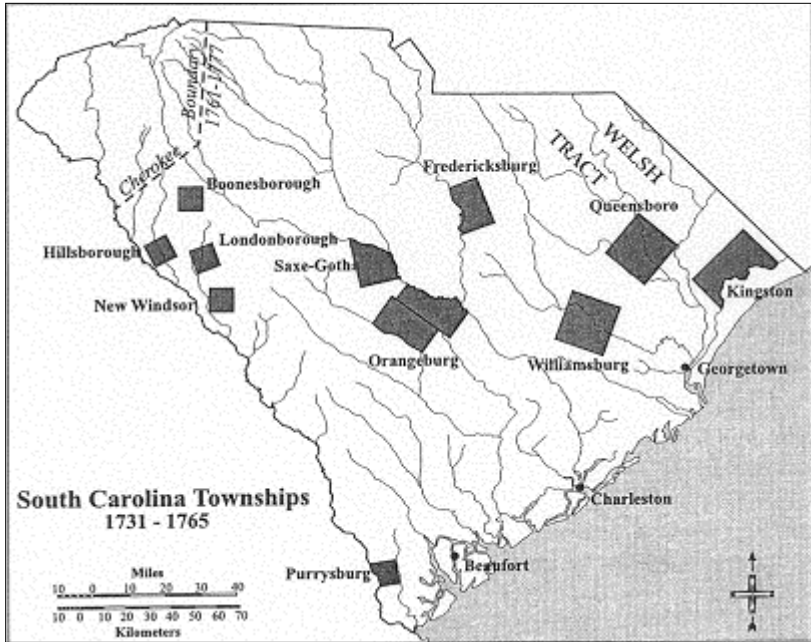 Boundary
1761-1777
Cherokee
WELSH
TRACT
Fredericksburg
Boonesborough
Queensboro
Hillsborough
Londonborough
Saxe-Gotha
Kingston
New Windsor
Orangeburg
Williamsburg
Georgetown
South Carolina Townships
1731 - 1765
Charleston
Purrysburg
Beaufort
Miles
10 0 10 20 30 40
10 0 10 20 30 40 50 60 70
Kilometers